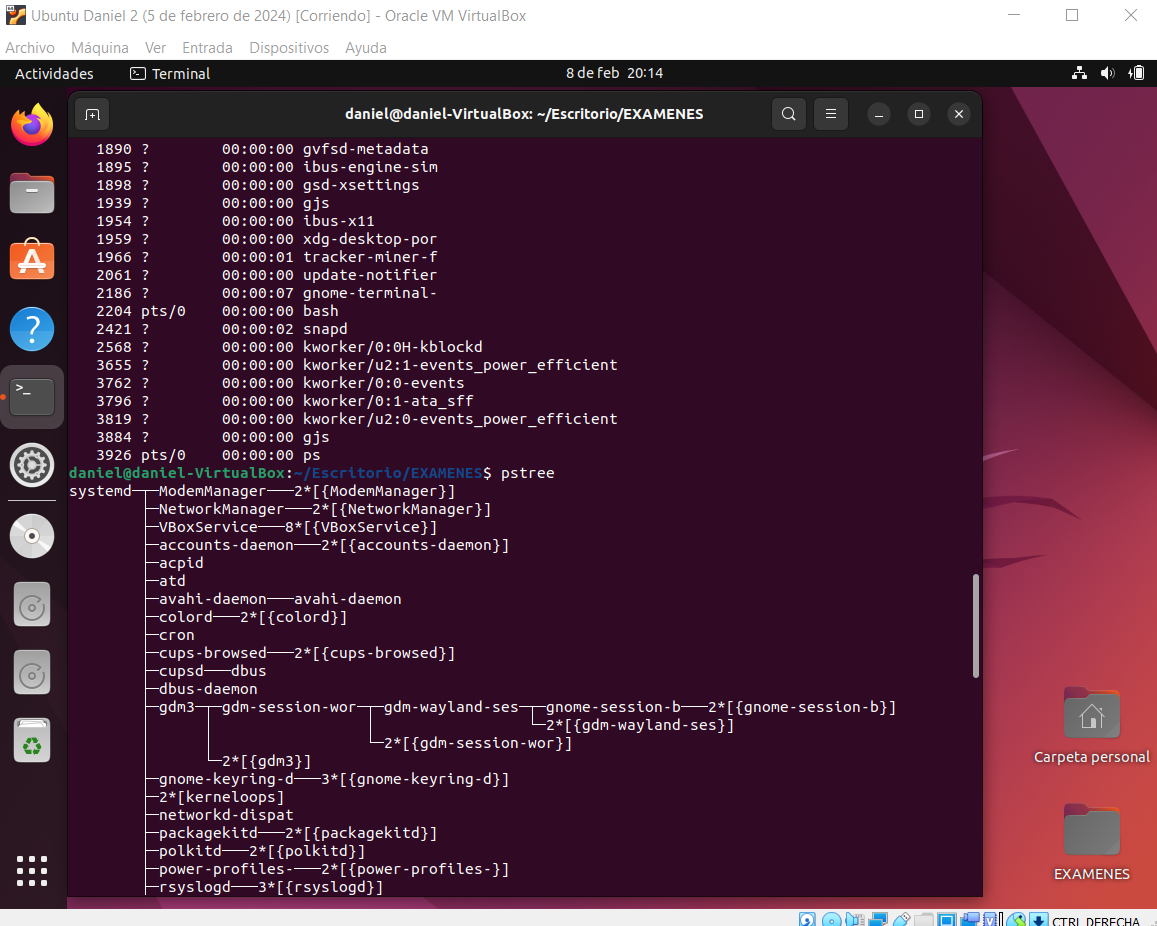 Ubuntu Daniel 2 (5 de febrero de 2024) [Corriendo] - Oracle VM VirtualBox
Archivo Máquina Ver Entrada Dispositivos Ayuda
Actividades Terminal 8 de feb 20:14
daniel@daniel-VirtualBox: ~/Escritorio/EXAMENES
1890 ? 00:00:00 gvfsd-metadata
1895 ? 00:00:00 ibus-engine-sim
1898 ? 00:00:00 gsd-xsettings
1939 ? 00:00:00 gjs
1954 ? 00:00:00 ibus-x11
1959 ? 00:00:00 xdg-desktop-por
1966 ? 00:00:01 tracker-miner-f
2061 ? 00:00:00 update-notifier
2186 ? 00:00:07 gnome-terminal-
2204 pts/0 00:00:00 bash
2421 ? 00:00:02 snapd
2568 ? 00:00:00 kworker/0:0H-kblockd
3655 ? 00:00:00 kworker/u2:1-events_power_efficient
3762 ? 00:00:00 kworker/0:0-events
3796 ? 00:00:00 kworker/0:1-ata_sff
3819 ? 00:00:00 kworker/u2:0-events_power_efficient
3884 ? 00:00:00 gjs
3926 pts/0 00:00:00 ps
daniel@daniel-VirtualBox:~/Escritorio/EXAMENES$ pstree
systemd─┬─ModemManager───2*[{ModemManager}]
├─NetworkManager───2*[{NetworkManager}]
├─VBoxService───8*[{VBoxService}]
├─accounts-daemon───2*[{accounts-daemon}]
├─acpid
├─atd
├─avahi-daemon───avahi-daemon
├─colord───2*[{colord}]
├─cron
├─cups-browsed───2*[{cups-browsed}]
├─cupsd───dbus
├─dbus-daemon
├─gdm3─┬─gdm-session-wor─┬─gdm-wayland-ses─┬─gnome-session-b───2*[{gnome-session-b}]
└─2*[{gdm-wayland-ses}]
└─2*[{gdm-session-wor}]
└─2*[{gdm3}]
├─gnome-keyring-d───3*[{gnome-keyring-d}]
├─2*[kerneloops]
├─networkd-dispat
├─packagekitd───2*[{packagekitd}]
├─polkitd───2*[{polkitd}]
├─power-profiles-───2*[{power-profiles-}]
├─rsyslogd───3*[{rsyslogd}]
Carpeta personal
EXAMENES
CTRL DERECHA